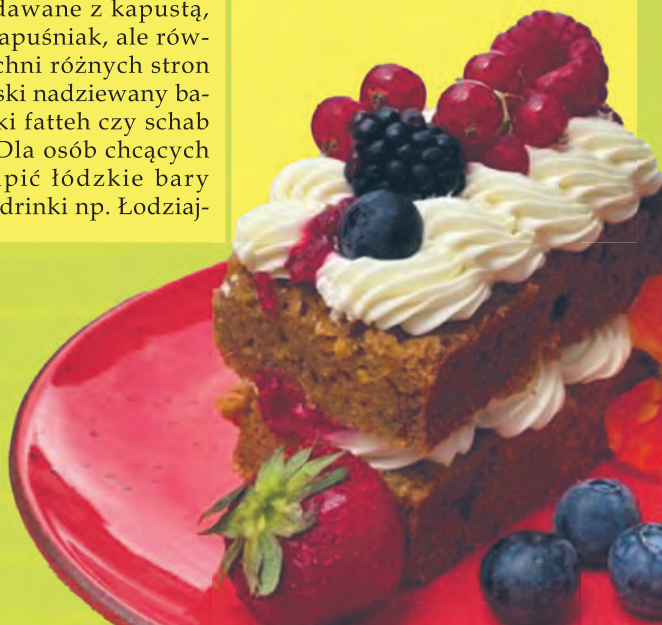 dawane z kapustą,
apuśniak, ale rów-
chni różnych stron
ski nadziewany ba-
ki fatteh czy schab
Dla osób chcących
pić łódzkie bary
drinki np. Łodziaj-